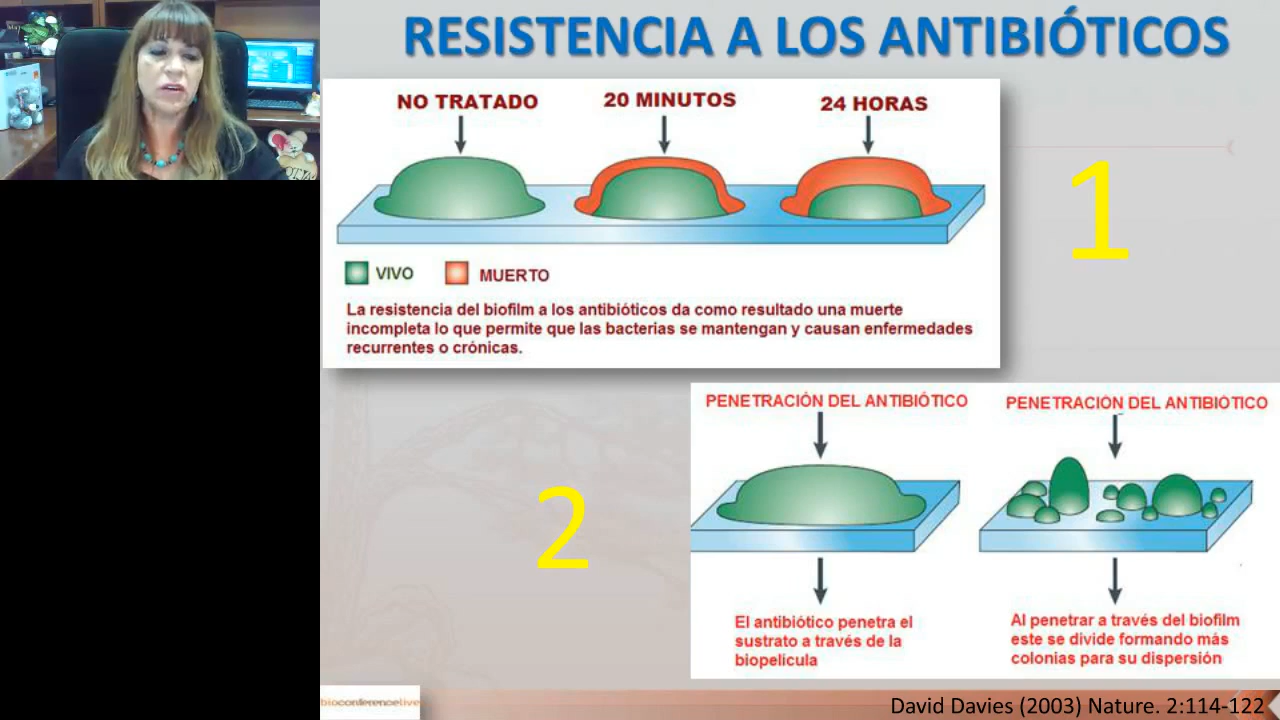 RESISTENCIA A LOS ANTIBIÓTICOS
NO TRATADO
20 MINUTOS
24 HORAS
1
VIVO
MUERTO
La resistencia del biofilm a los antibióticos da como resultado una muerte
incompleta lo que permite que las bacterias se mantengan y causan enfermedades
recurrentes o crónicas.
2
PENETRACIÓN DEL ANTIBIÓTICO
PENETRACIÓN DEL ANTIBIÓTICO
El antibiótico penetra el
sustrato a través de la
biopelícula
Al penetrar a través del biofilm
este se divide formando más
colonias para su dispersión
bioconferencelive
David Davies (2003) Nature. 2:114-122